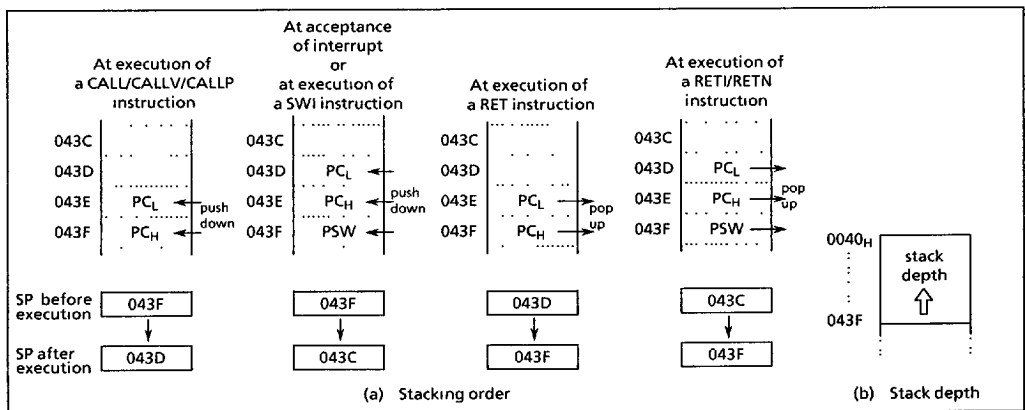 At execution of
a CALL/CALLV/CALLP
instruction
043C
043D
043E PCL push
043F PCH down
At acceptance
of interrupt
or
at execution of
a SWI instruction
043C
043D PCL
043E PCH push
043F PSW down
At execution of
a RET instruction
043C
043D
043E PCL pop
043F PCH up
At execution of
a RETI/RETN
instruction
043C
043D PCL
043E PCH pop
043F PSW up
SP before
execution
043F 043F 043D 043C
SP after
execution
043D 043C 043F 043F
(a) Stacking order
0040H
stack
depth
043F
(b) Stack depth